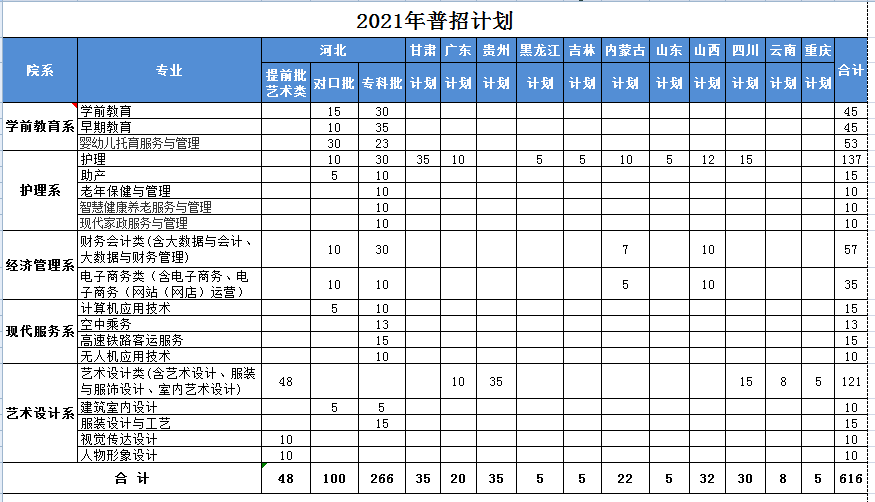 2021年普招计划
院系 专业 河北 甘肃 广东 贵州 黑龙江 吉林 内蒙古 山东 山西 四川 云南 重庆 合计
提前批艺术类 对口批 专科批 计划 计划 计划 计划 计划 计划 计划 计划 计划 计划 计划
学前教育系
学前教育 15 30 45
早期教育 10 35 45
婴幼儿托育服务与管理 30 23 53
护理系
护理 10 30 35 10 5 5 10 5 12 15 137
助产 5 10 15
老年保健与管理 10 10
智慧健康养老服务与管理 10 10
现代家政服务与管理 10 10
经济管理系
财务会计类(含大数据与会计、
大数据与财务管理) 10 30 7 10 57
电子商务类（含电子商务、电
子商务（网站（网店）运营） 10 10 5 10 35
现代服务系
计算机应用技术 5 10 15
空中乘务 13 13
高速铁路客运服务 15 15
无人机应用技术 10 10
艺术设计系
艺术设计类(含艺术设计、服装
与服饰设计、室内艺术设计) 48 10 35 15 8 5 121
建筑室内设计 5 5 10
服装设计与工艺 15 15
视觉传达设计 10 10
人物形象设计 10 10
合 计 48 100 266 35 20 35 5 5 22 5 32 30 8 5 616